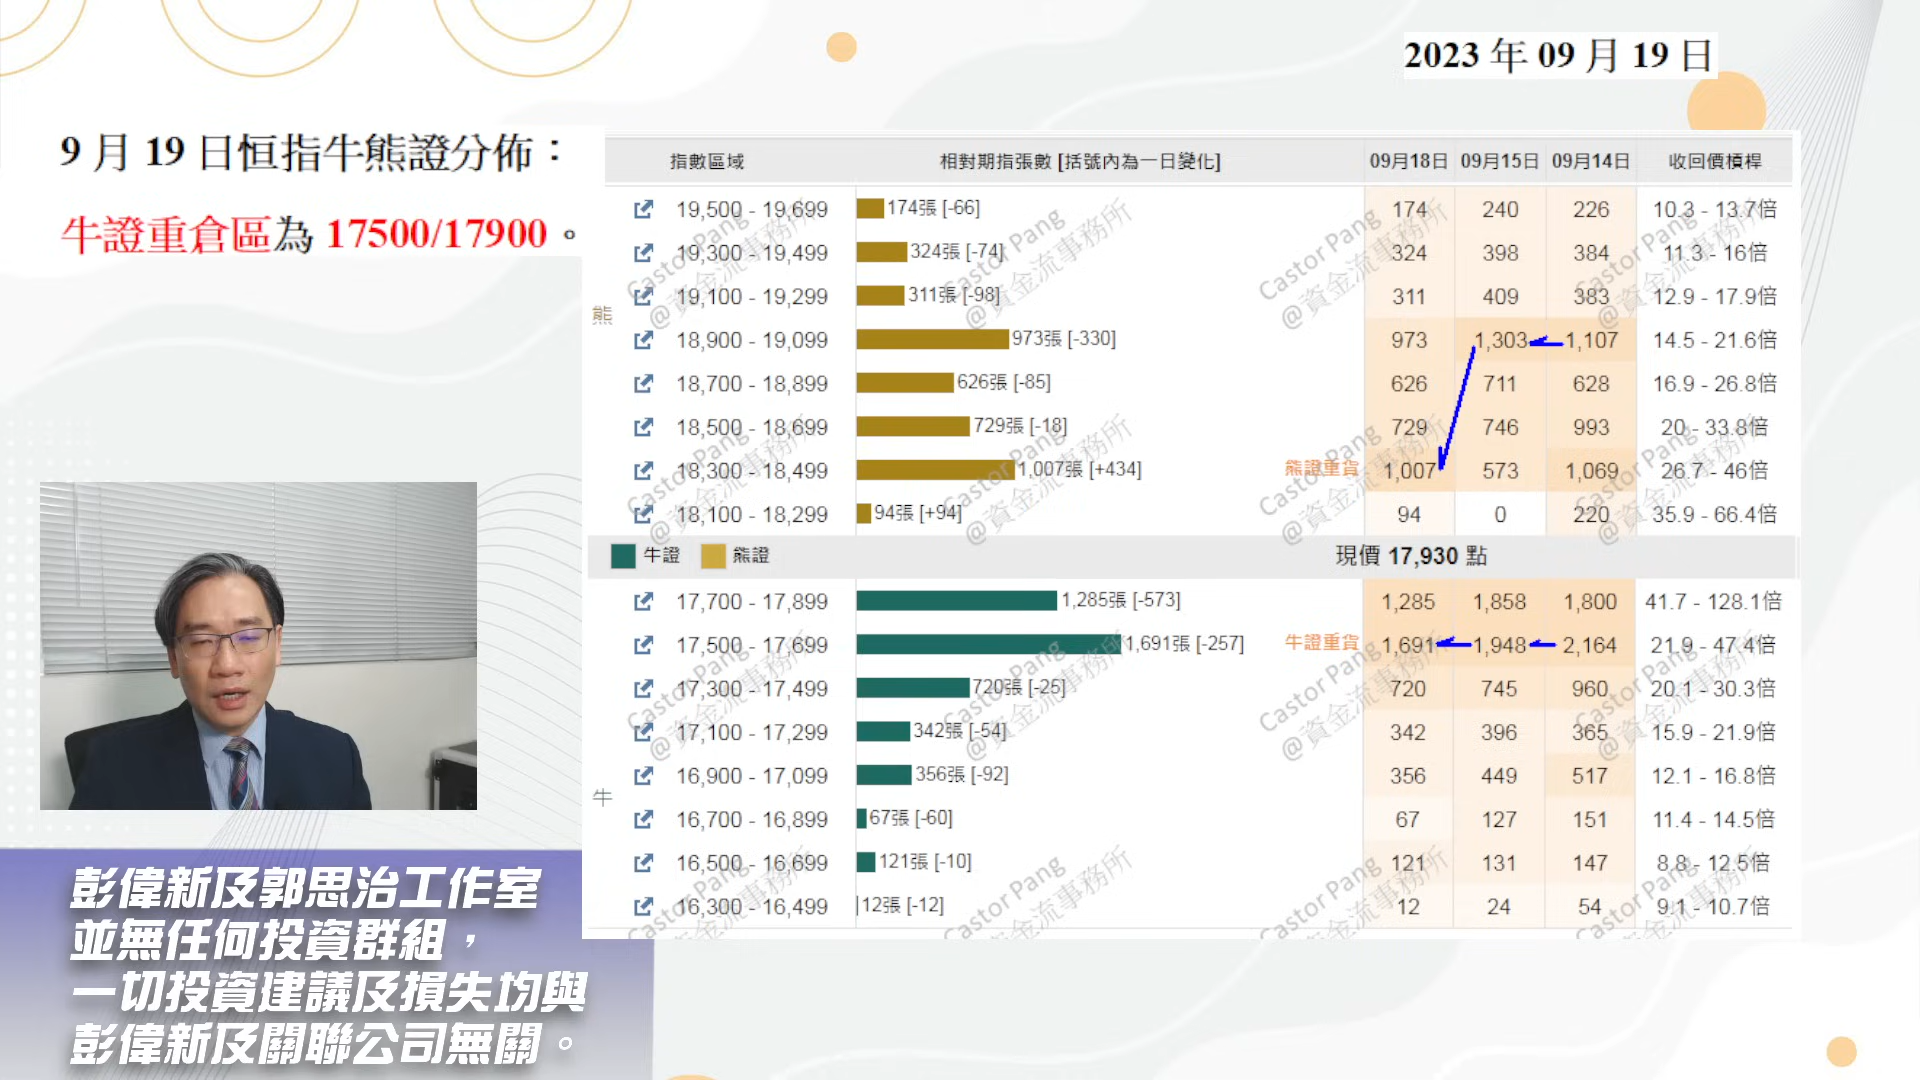 2023 年 09 月 19 日
9 月 19 日恒指牛熊證分佈：
牛證重倉區為 17500/17900。
指數區域 相對期指張數 [括號內為一日變化] 09月18日 09月15日 09月14日 收回價槓桿
熊
19,500 - 19,699 174張 [-66] 174 240 226 10.3 - 13.7倍
19,300 - 19,499 324張 [-74] 324 398 384 11.3 - 16倍
19,100 - 19,299 311張 [-98] 311 409 383 12.9 - 17.9倍
18,900 - 19,099 973張 [-330] 973 1,303 1,107 14.5 - 21.6倍
18,700 - 18,899 626張 [-85] 626 711 628 16.9 - 26.8倍
18,500 - 18,699 729張 [-18] 729 746 993 20 - 33.8倍
18,300 - 18,499 1,007張 [+434] 熊證重貨 1,007 573 1,069 26.7 - 46倍
18,100 - 18,299 94張 [+94] 94 0 220 35.9 - 66.4倍
牛證 熊證 現價 17,930 點
牛
17,700 - 17,899 1,285張 [-573] 1,285 1,858 1,800 41.7 - 128.1倍
17,500 - 17,699 1,691張 [-257] 牛證重貨 1,691 1,948 2,164 21.9 - 47.4倍
17,300 - 17,499 720張 [-25] 720 745 960 20.1 - 30.3倍
17,100 - 17,299 342張 [-54] 342 396 365 15.9 - 21.9倍
16,900 - 17,099 356張 [-92] 356 449 517 12.1 - 16.8倍
16,700 - 16,899 67張 [-60] 67 127 151 11.4 - 14.5倍
16,500 - 16,699 121張 [-10] 121 131 147 8.8 - 12.5倍
16,300 - 16,499 12張 [-12] 12 24 54 9.1 - 10.7倍
Castor Pang
@資金流事務所
彭偉新及郭思治工作室
並無任何投資群組，
一切投資建議及損失均與
彭偉新及關聯公司無關。